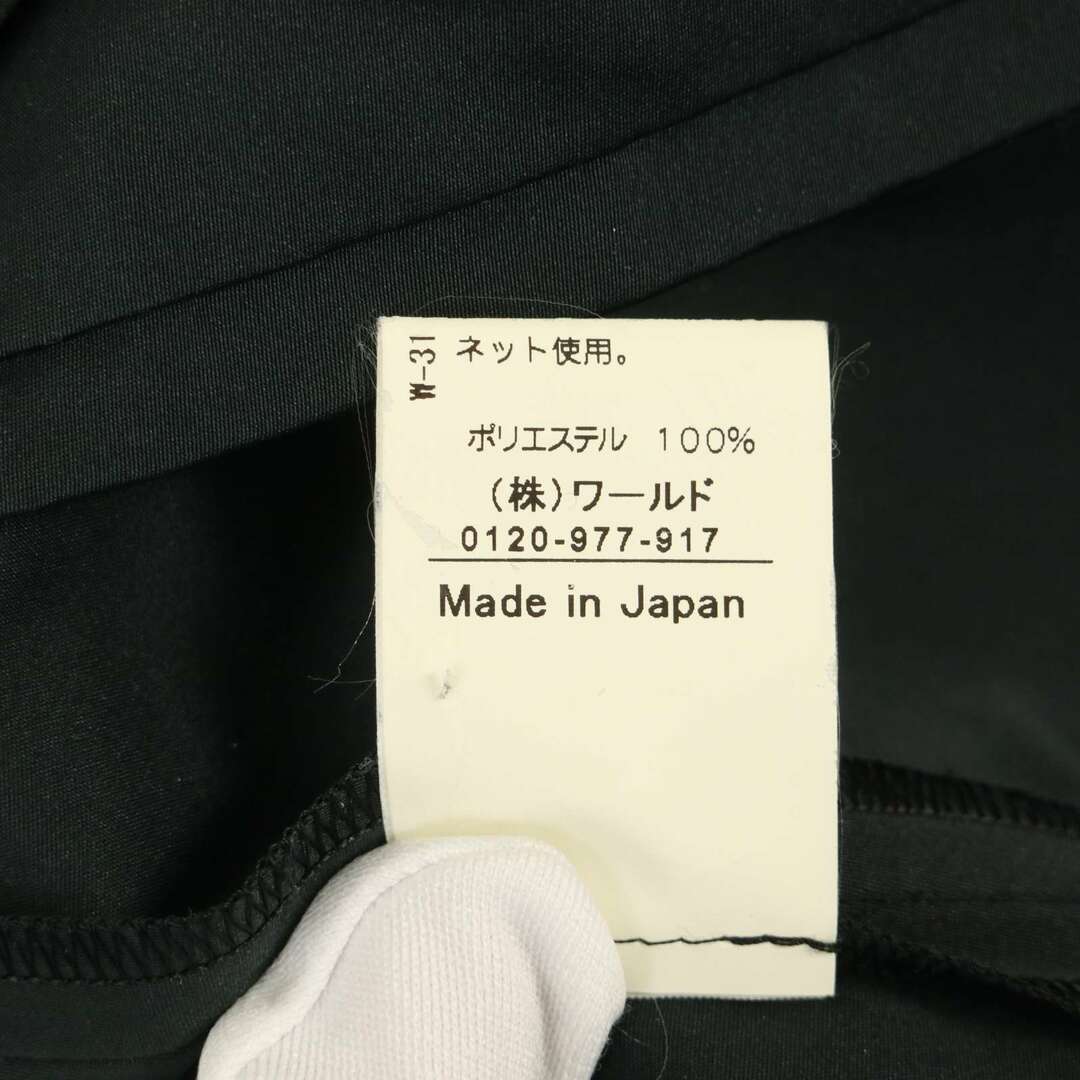 W-31
ネット使用。
ポリエステル 100%
(株)ワールド
0120-977-917
Made in Japan